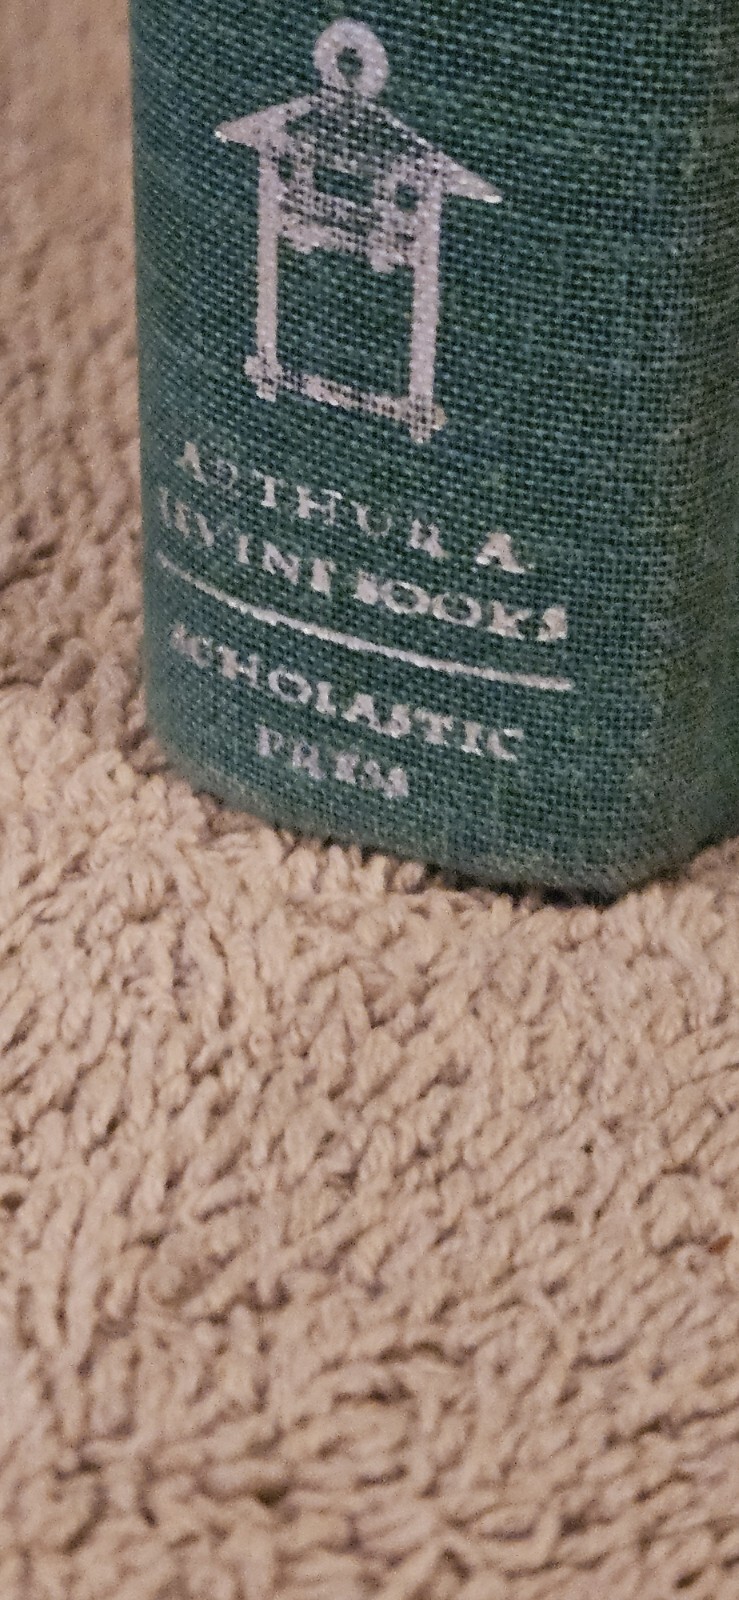 ARTHUR A.
LEVINE BOOKS
SCHOLASTIC
PRESS